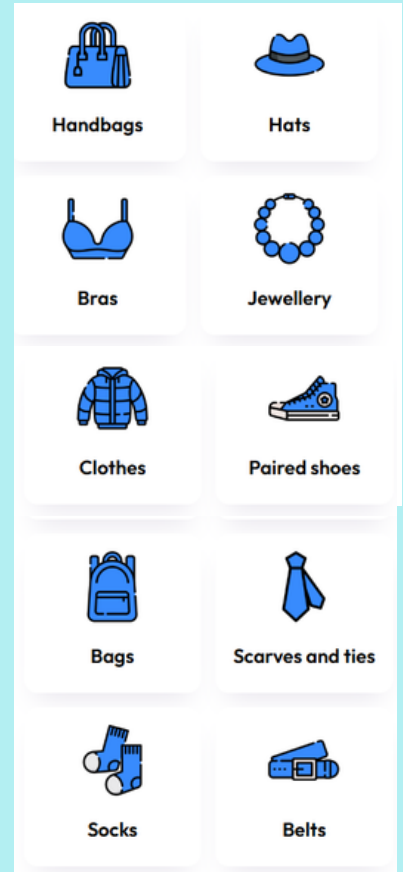 Handbags
Hats
Bras
Jewellery
Clothes
Paired shoes
Bags
Scarves and ties
Socks
Belts